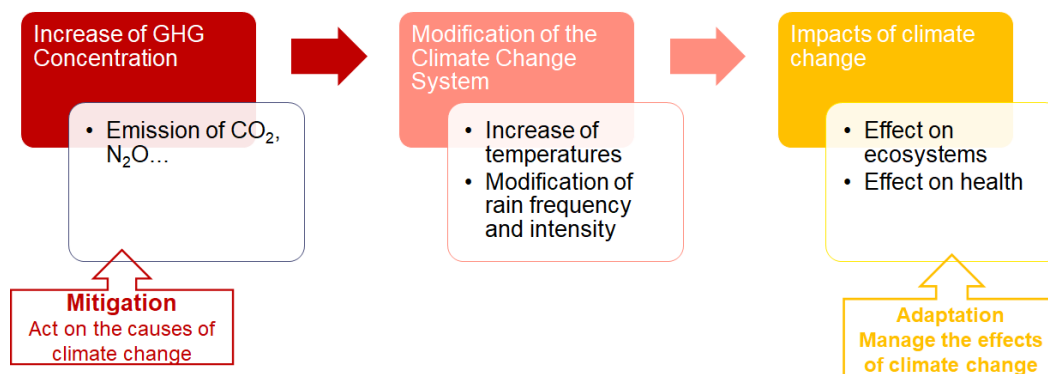 Increase of GHG
Concentration
• Emission of CO₂,
N₂O...
Mitigation
Act on the causes of
climate change
Modification of the
Climate Change
System
• Increase of
temperatures
• Modification of
rain frequency
and intensity
Impacts of climate
change
• Effect on
ecosystems
• Effect on health
Adaptation
Manage the effects
of climate change